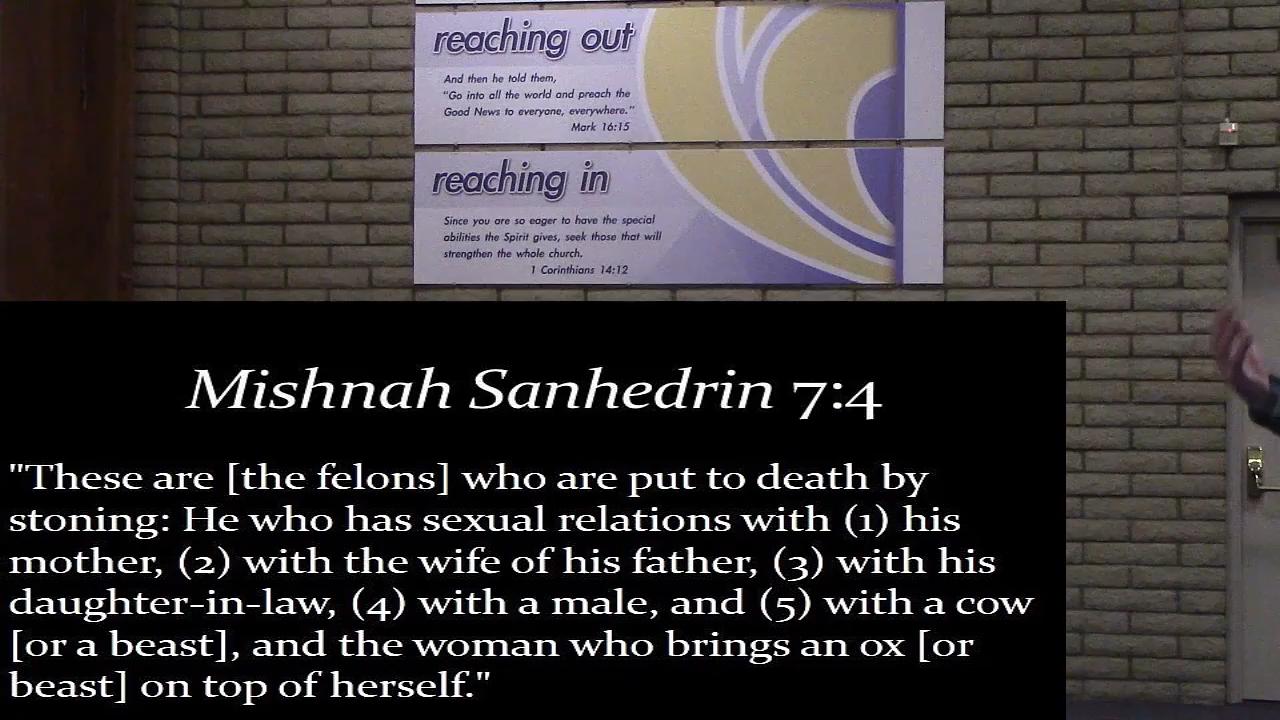 reaching out
And then he told them,
"Go into all the world and preach the
Good News to everyone, everywhere."
Mark 16:15
reaching in
Since you are so eager to have the special
abilities the Spirit gives, seek those that will
strengthen the whole church.
1 Corinthians 14:12
Mishnah Sanhedrin 7:4
"These are [the felons] who are put to death by
stoning: He who has sexual relations with (1) his
mother, (2) with the wife of his father, (3) with his
daughter-in-law, (4) with a male, and (5) with a cow
[or a beast], and the woman who brings an ox [or
beast] on top of herself."